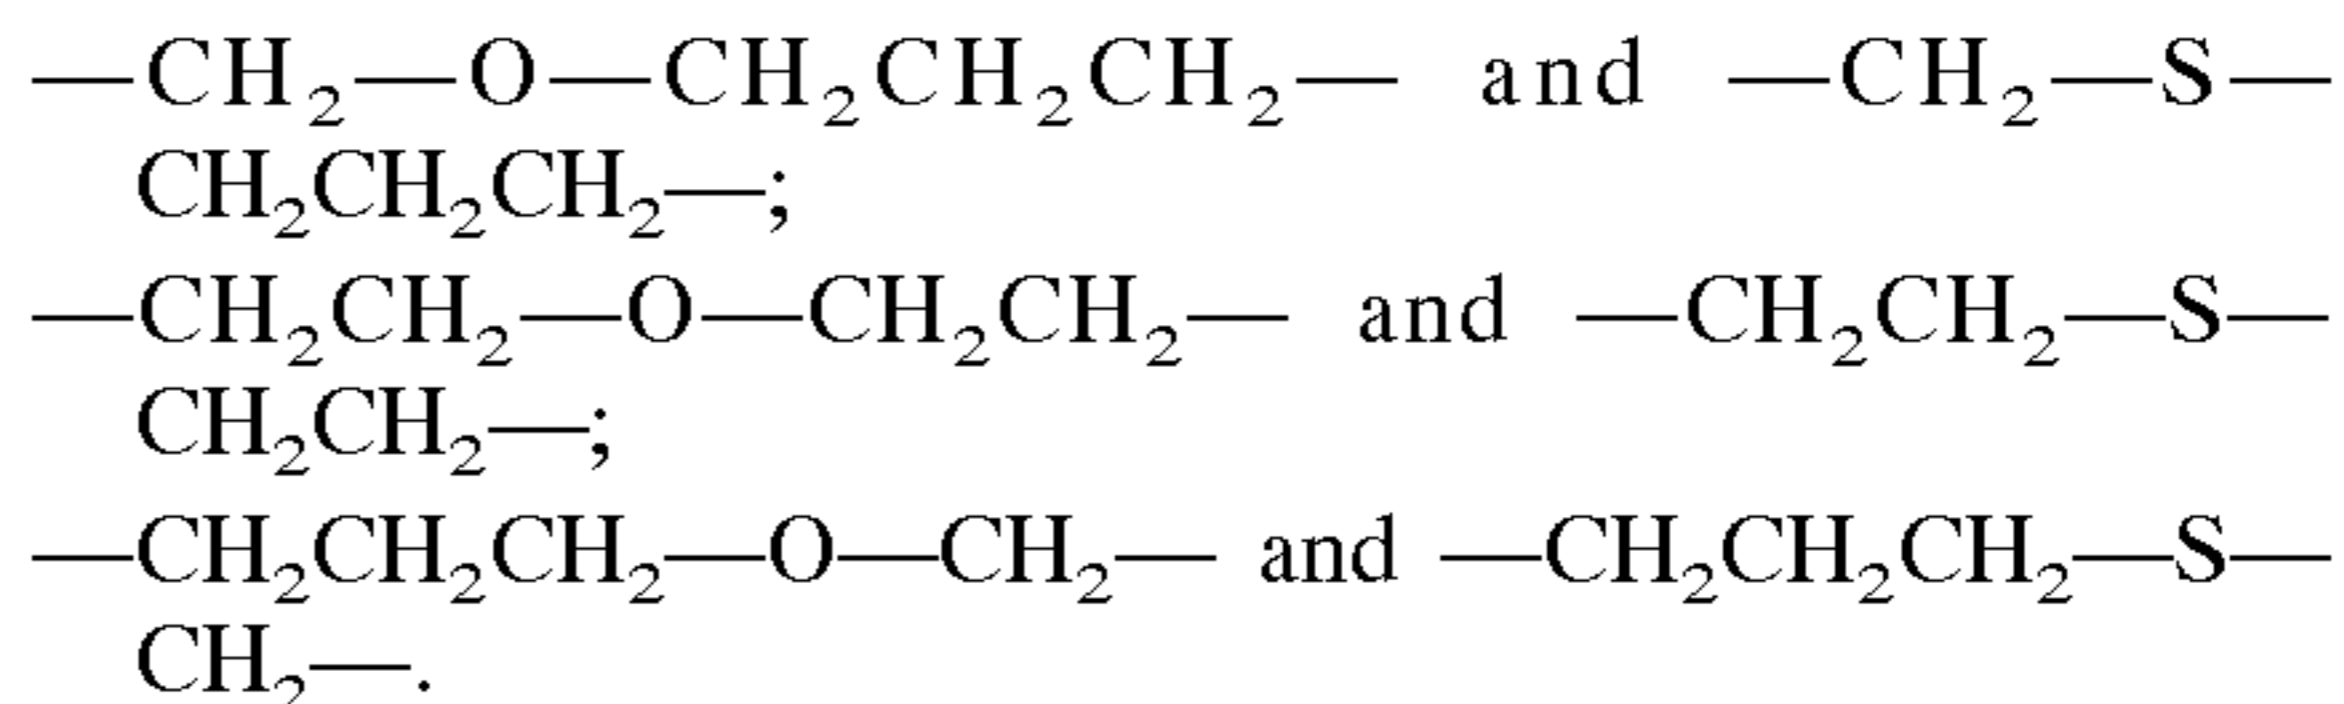 —CH₂—O—CH₂CH₂CH₂— and —CH₂—S—
CH₂CH₂CH₂—;
—CH₂CH₂—O—CH₂CH₂— and —CH₂CH₂—S—
CH₂CH₂—;
—CH₂CH₂CH₂—O—CH₂— and —CH₂CH₂CH₂—S—
CH₂—.